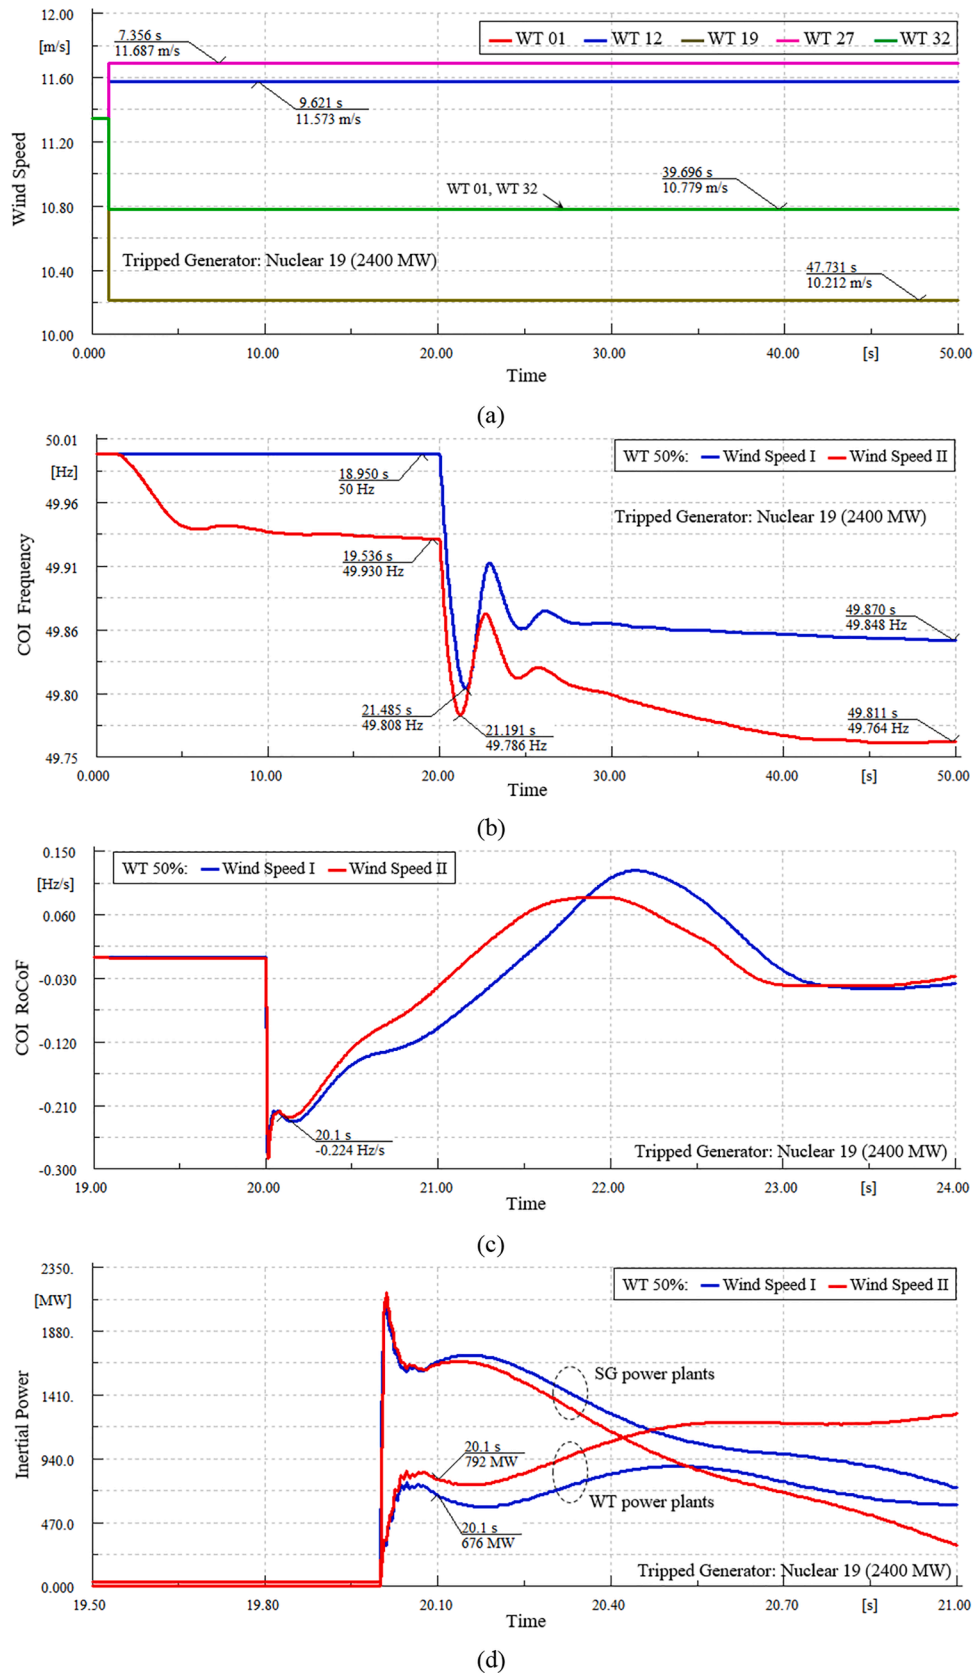 12.00
[m/s]
11.60
11.20
10.80
10.40
10.00
Wind Speed
7.356 s
11.687 m/s
WT 01 WT 12 WT 19 WT 27 WT 32
9.621 s
11.573 m/s
WT 01, WT 32
39.696 s
10.779 m/s
Tripped Generator: Nuclear 19 (2400 MW)
47.731 s
10.212 m/s
0.000 10.00 20.00 30.00 40.00 [s] 50.00
Time
(a)
50.01
[Hz]
49.96
49.91
49.86
49.80
49.75
COI Frequency
WT 50%: Wind Speed I Wind Speed II
18.950 s
50 Hz
Tripped Generator: Nuclear 19 (2400 MW)
19.536 s
49.930 Hz
49.870 s
49.848 Hz
21.485 s
49.808 Hz
21.191 s
49.786 Hz
49.811 s
49.764 Hz
0.000 10.00 20.00 30.00 40.00 [s] 50.00
Time
(b)
0.150
[Hz/s]
0.060
-0.030
-0.120
-0.210
-0.300
COI RoCoF
WT 50%: Wind Speed I Wind Speed II
20.1 s
-0.224 Hz/s
Tripped Generator: Nuclear 19 (2400 MW)
19.00 20.00 21.00 22.00 23.00 [s] 24.00
Time
(c)
2350.
[MW]
1880.
1410.
940.0
470.0
0.000
Inertial Power
WT 50%: Wind Speed I Wind Speed II
SG power plants
20.1 s
792 MW
WT power plants
20.1 s
676 MW
Tripped Generator: Nuclear 19 (2400 MW)
19.50 19.80 20.10 20.40 20.70 [s] 21.00
Time
(d)